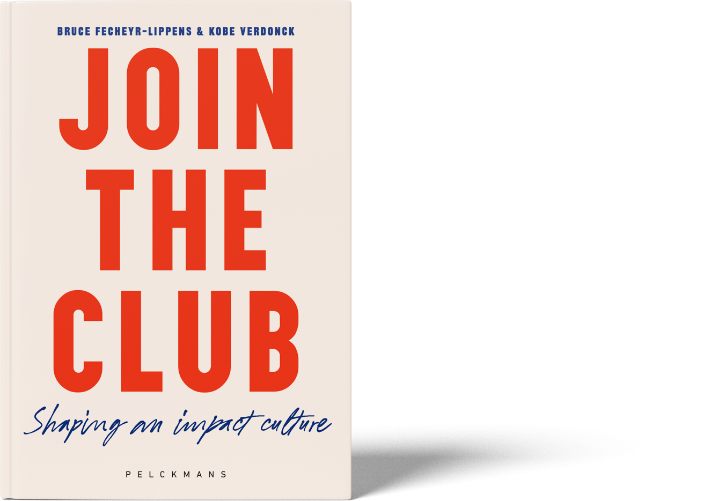 BRUCE FECHEYR-LIPPENS & KOBE VERDONCK
JOIN
THE
CLUB
Shaping an impact culture
PELCKMANS